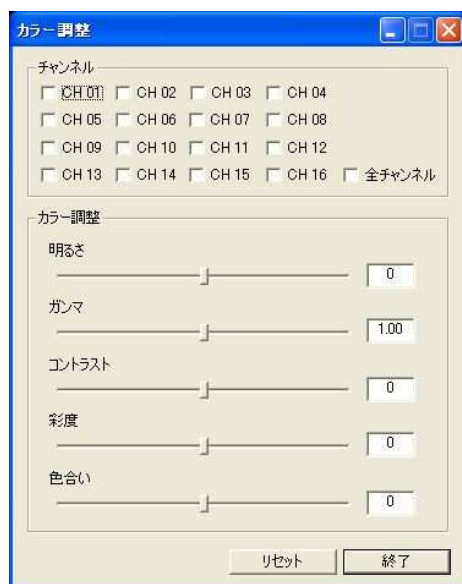 カラー調整
チャンネル
CH 01 CH 02 CH 03 CH 04
CH 05 CH 06 CH 07 CH 08
CH 09 CH 10 CH 11 CH 12
CH 13 CH 14 CH 15 CH 16 全チャンネル
カラー調整
明るさ
0
ガンマ
1.00
コントラスト
0
彩度
0
色合い
0
リセット 終了